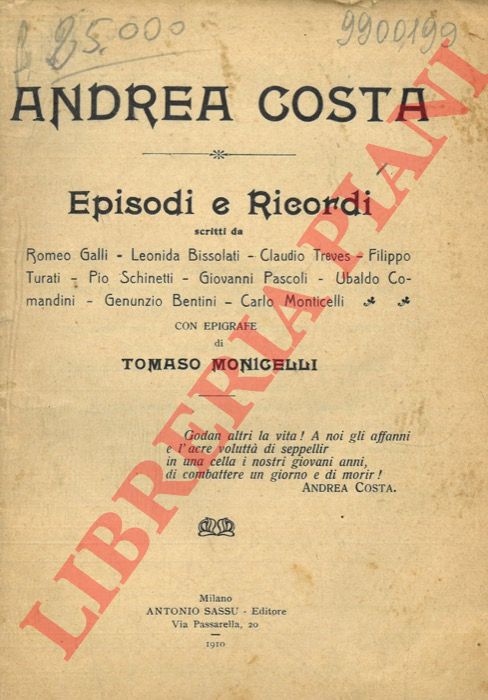 £ 25.000
9900199
ANDREA COSTA
Episodi e Ricordi
scritti da
Romeo Galli - Leonida Bissolati - Claudio Treves - Filippo
Turati - Pio Schinetti - Giovanni Pascoli - Ubaldo Co-
mandini - Genunzio Bentini - Carlo Monticelli
CON EPIGRAFE
di
TOMASO MONICELLI
Godan altri la vita! A noi gli affanni
e l'acre voluttà di seppellir
in una cella i nostri giovani anni,
di combattere un giorno e di morir!
ANDREA COSTA.
Milano
ANTONIO SASSU - Editore
Via Passarella, 20
1910
LIBRERIA PIANI